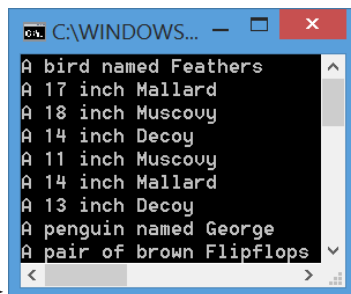 C:\WINDOWS...
A bird named Feathers
A 17 inch Mallard
A 18 inch Muscovy
A 14 inch Decoy
A 11 inch Muscovy
A 14 inch Mallard
A 13 inch Decoy
A penguin named George
A pair of brown Flipflops